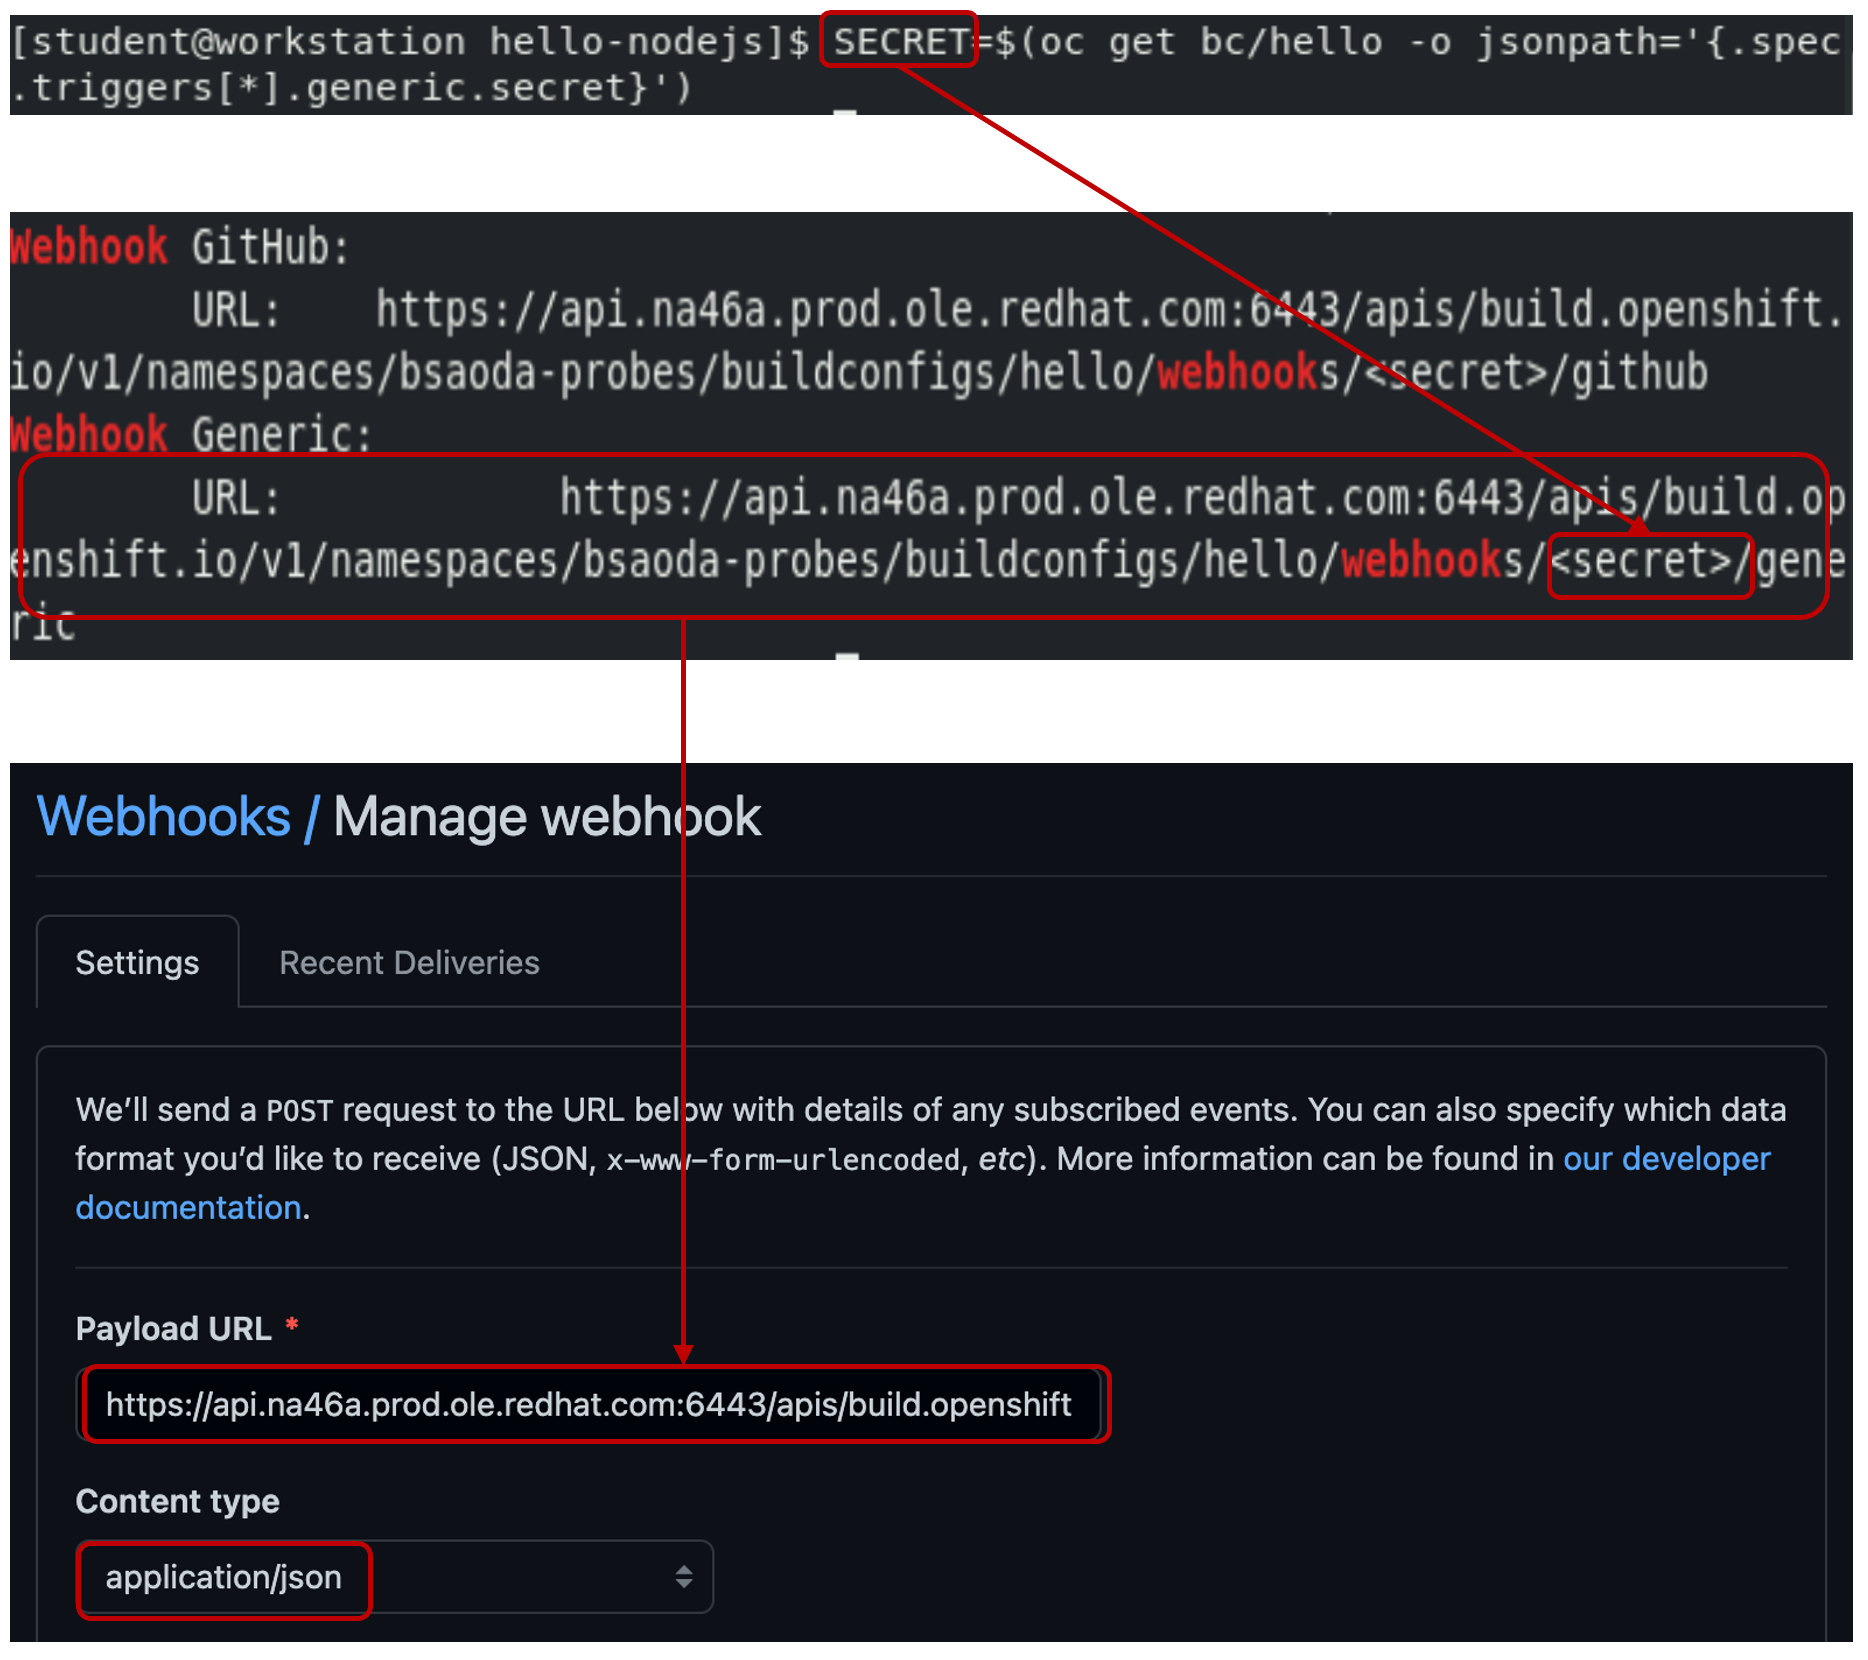 [student@workstation hello-nodejs]$ SECRET=$(oc get bc/hello -o jsonpath='{.spec
.triggers[*].generic.secret}')
Webhook GitHub:
URL: https://api.na46a.prod.ole.redhat.com:6443/apis/build.openshift.
io/v1/namespaces/bsaoda-probes/buildconfigs/hello/webhooks/<secret>/github
Webhook Generic:
URL: https://api.na46a.prod.ole.redhat.com:6443/apis/build.op
enshift.io/v1/namespaces/bsaoda-probes/buildconfigs/hello/webhooks/<secret>/gene
ric
Webhooks / Manage webhook
Settings Recent Deliveries
We’ll send a POST request to the URL below with details of any subscribed events. You can also specify which data
format you’d like to receive (JSON, x-www-form-urlencoded, etc). More information can be found in our developer
documentation.
Payload URL *
https://api.na46a.prod.ole.redhat.com:6443/apis/build.openshift
Content type
application/json